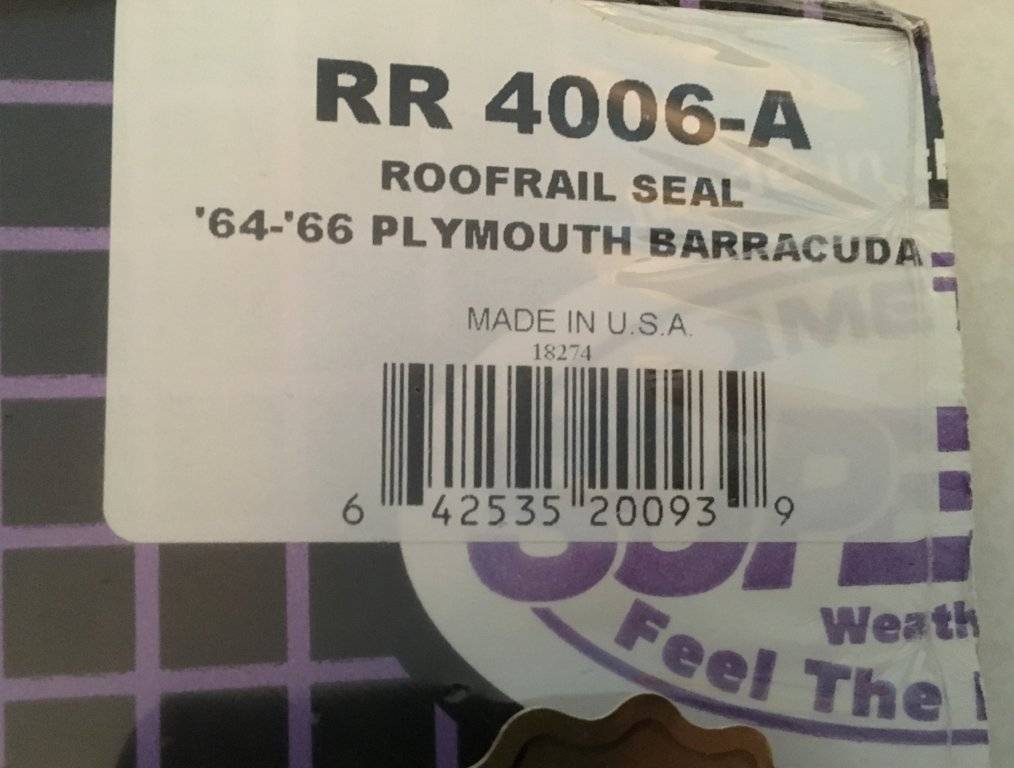 RR 4006-A
ROOFRAIL SEAL
'64-'66 PLYMOUTH BARRACUDA
MADE IN U.S.A.
18274
6 42535 20093 9
Weath
Feel The